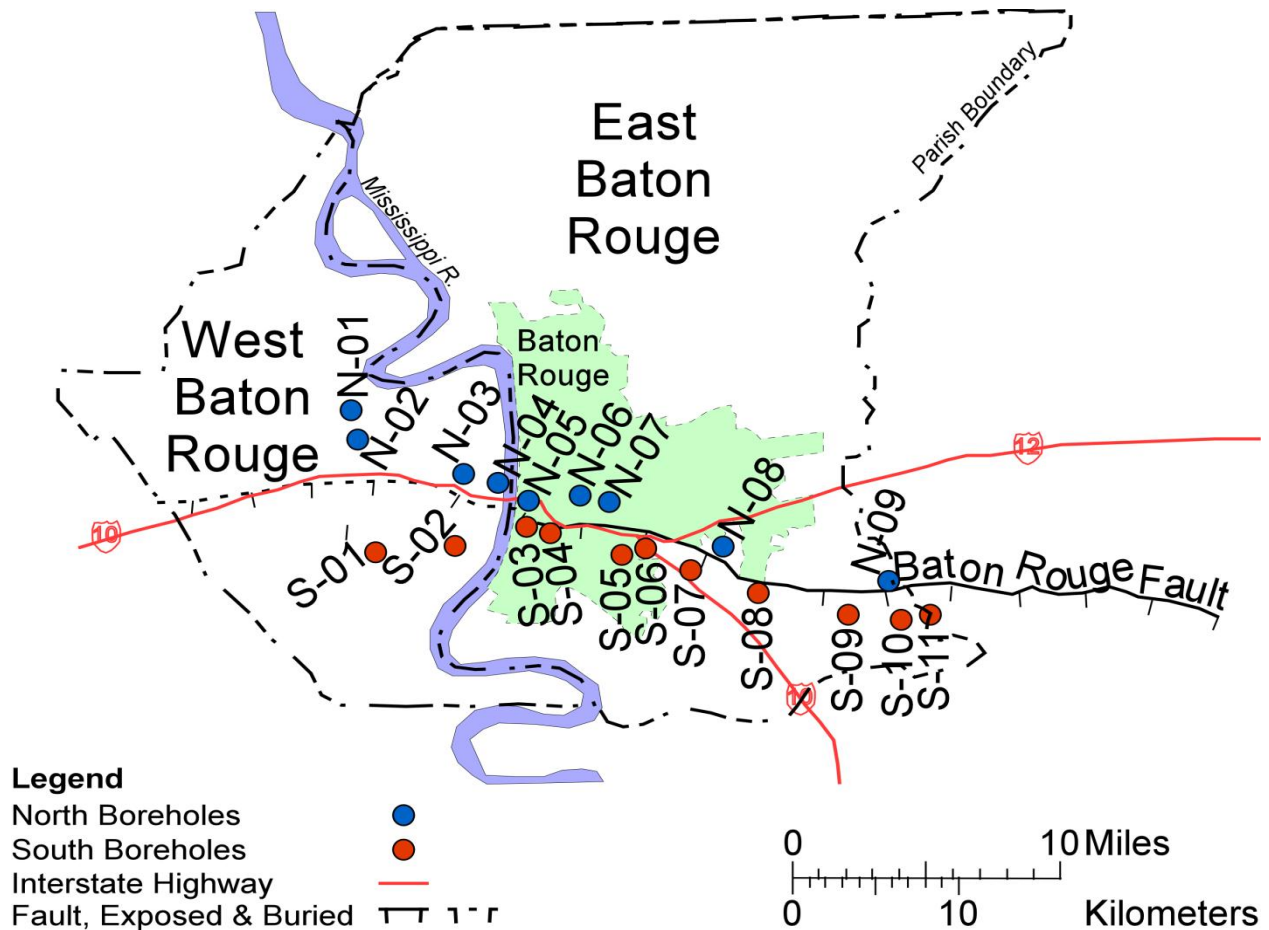 East
Baton
Rouge
Parish Boundary
Mississippi R.
West
Baton
Rouge
Baton
Rouge
N-01
N-02
N-03
N-04
N-05
N-06
N-07
N-08
N-09
12
10
10
S-01
S-02
S-03
S-04
S-05
S-06
S-07
S-08
S-09
S-10
S-11
Baton Rouge Fault
Legend
North Boreholes
South Boreholes
Interstate Highway
Fault, Exposed & Buried
0 10 Miles
0 10 Kilometers